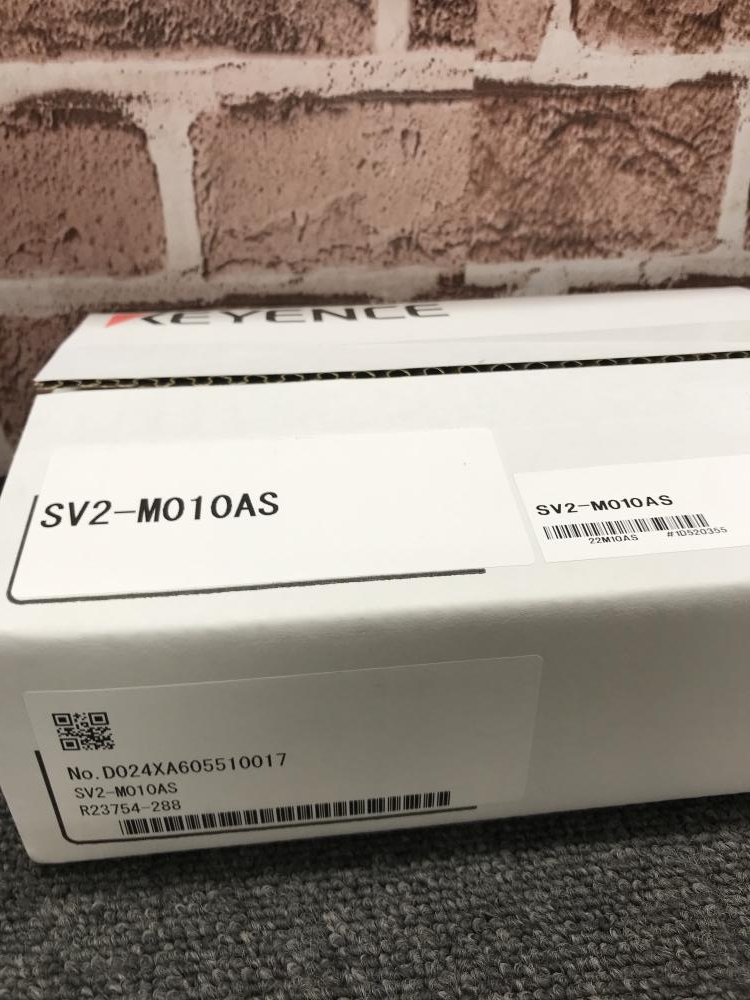 KEYENCE
SV2-M010AS
SV2-M010AS
22M10AS #1D520355
No.D024XA605510017
SV2-M010AS
R23754-288